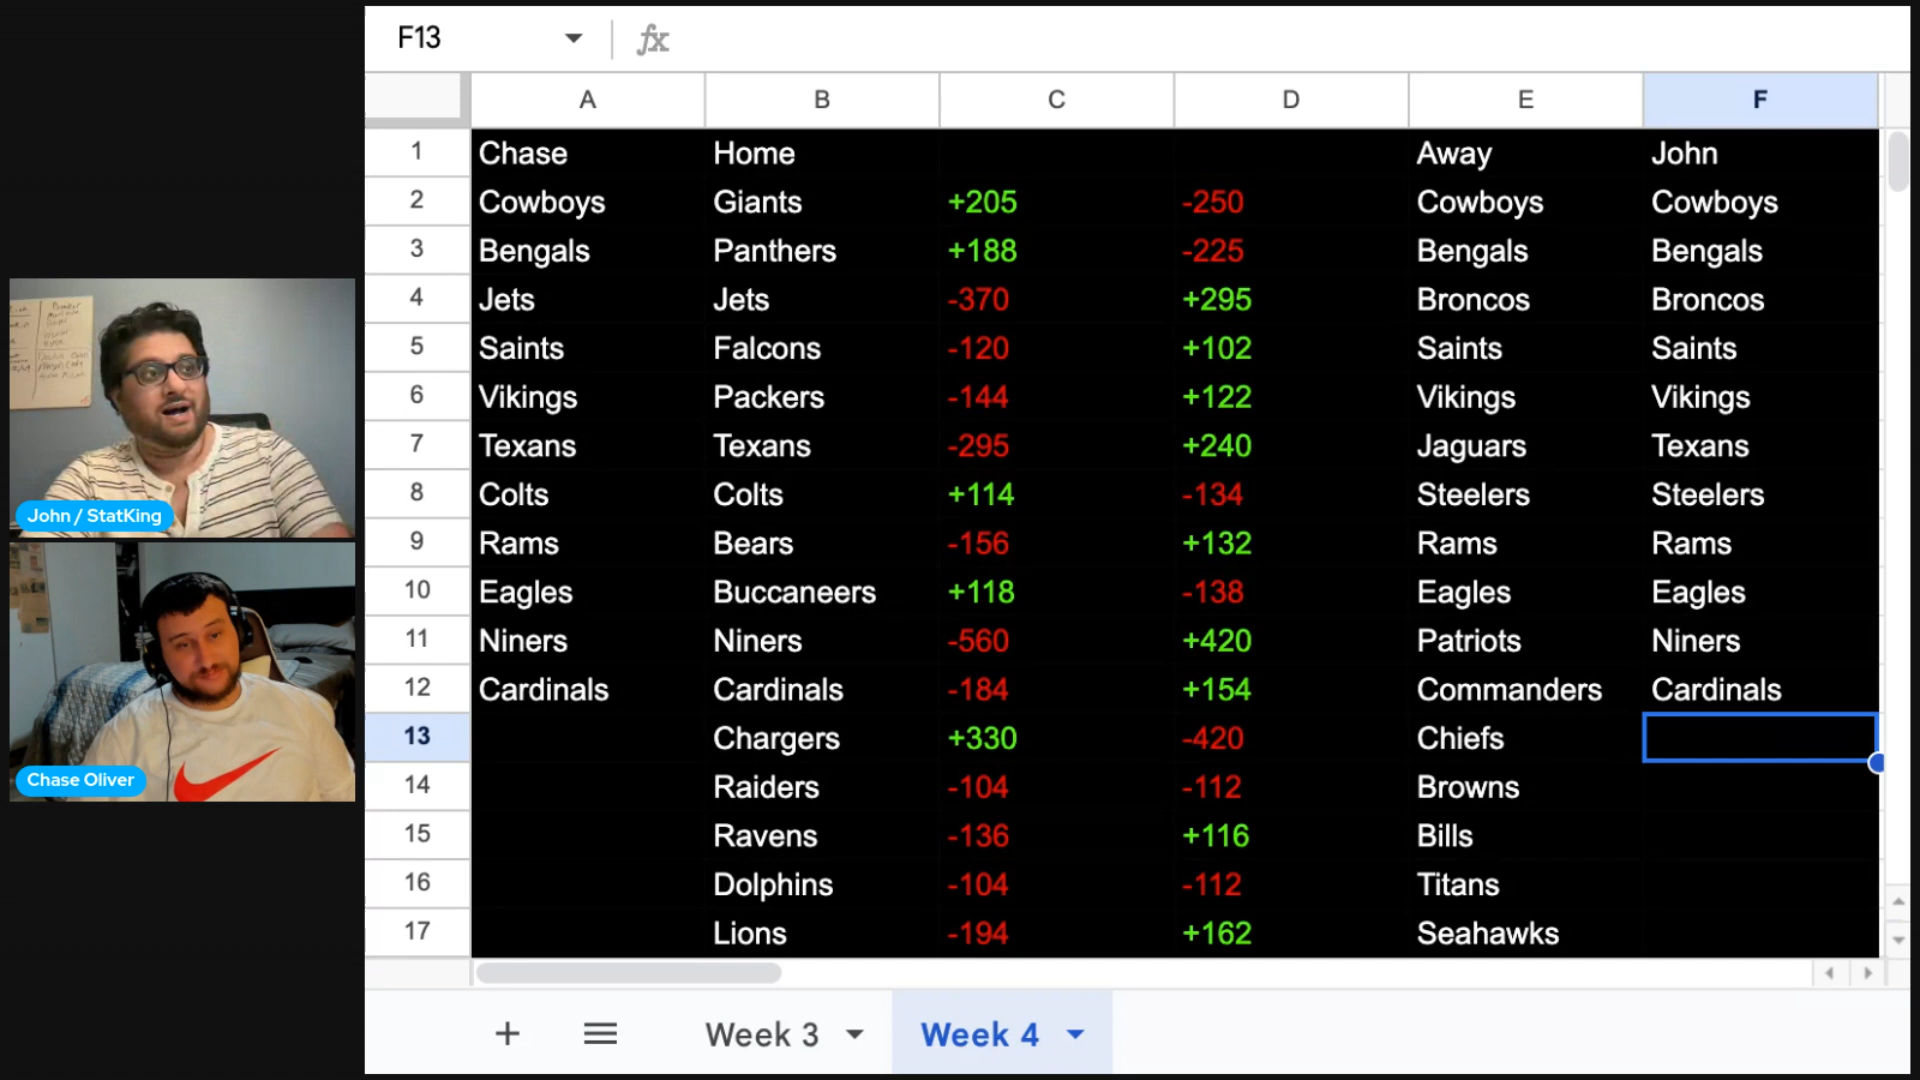 F13 fx
A B C D E F
1 Chase Home Away John
2 Cowboys Giants +205 -250 Cowboys Cowboys
3 Bengals Panthers +188 -225 Bengals Bengals
4 Jets Jets -370 +295 Broncos Broncos
5 Saints Falcons -120 +102 Saints Saints
6 Vikings Packers -144 +122 Vikings Vikings
7 Texans Texans -295 +240 Jaguars Texans
8 Colts Colts +114 -134 Steelers Steelers
9 Rams Bears -156 +132 Rams Rams
10 Eagles Buccaneers +118 -138 Eagles Eagles
11 Niners Niners -560 +420 Patriots Niners
12 Cardinals Cardinals -184 +154 Commanders Cardinals
13 Chargers +330 -420 Chiefs
14 Raiders -104 -112 Browns
15 Ravens -136 +116 Bills
16 Dolphins -104 -112 Titans
17 Lions -194 +162 Seahawks
+ Week 3 Week 4
John / StatKing
Chase Oliver